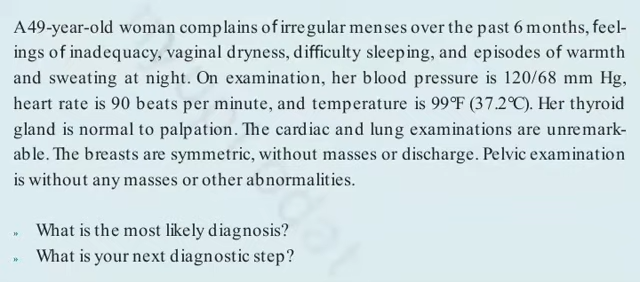 A 49-year-old woman complains of irregular menses over the past 6 months, feel-
ings of inadequacy, vaginal dryness, difficulty sleeping, and episodes of warmth
and sweating at night. On examination, her blood pressure is 120/68 mm Hg,
heart rate is 90 beats per minute, and temperature is 99°F (37.2°C). Her thyroid
gland is normal to palpation. The cardiac and lung examinations are unremark-
able. The breasts are symmetric, without masses or discharge. Pelvic examination
is without any masses or other abnormalities.
» What is the most likely diagnosis?
» What is your next diagnostic step?